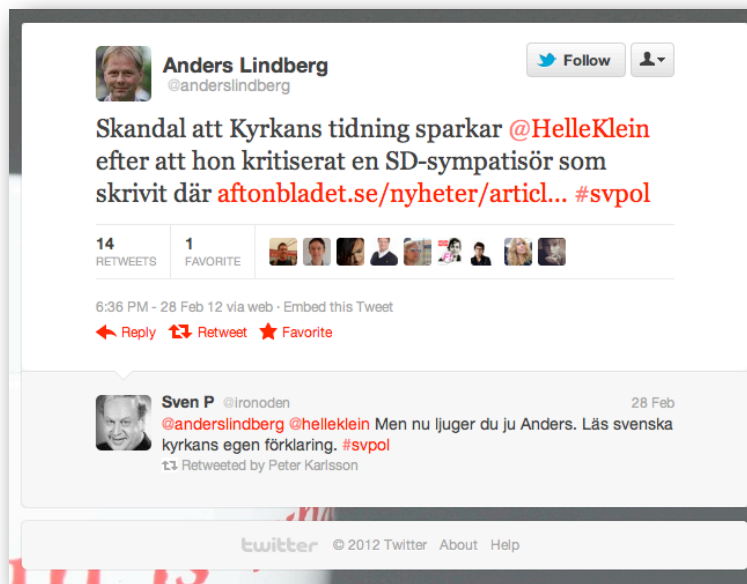 Anders Lindberg
@anderslindberg
Follow
Skandal att Kyrkans tidning sparkar @HelleKlein
efter att hon kritiserat en SD-sympatisör som
skrivit där aftonbladet.se/nyheter/articl... #svpol
14
RETWEETS
1
FAVORITE
6:36 PM - 28 Feb 12 via web · Embed this Tweet
Reply Retweet Favorite
Sven P @ironoden 28 Feb
@anderslindberg @helleklein Men nu ljuger du ju Anders. Läs svenska
kyrkans egen förklaring. #svpol
Retweeted by Peter Karlsson
twitter © 2012 Twitter About Help